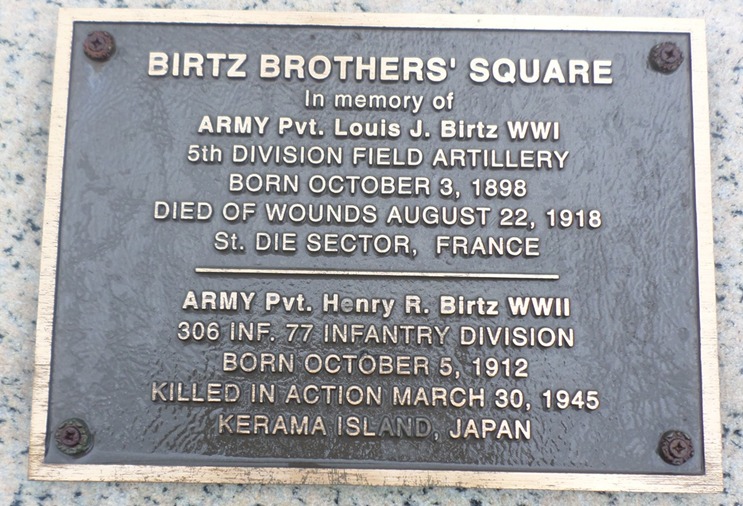 BIRTZ BROTHERS' SQUARE
In memory of
ARMY Pvt. Louis J. Birtz WWI
5th DIVISION FIELD ARTILLERY
BORN OCTOBER 3, 1898
DIED OF WOUNDS AUGUST 22, 1918
St. DIE SECTOR, FRANCE
ARMY Pvt. Henry R. Birtz WWII
306 INF. 77 INFANTRY DIVISION
BORN OCTOBER 5, 1912
KILLED IN ACTION MARCH 30, 1945
KERAMA ISLAND, JAPAN